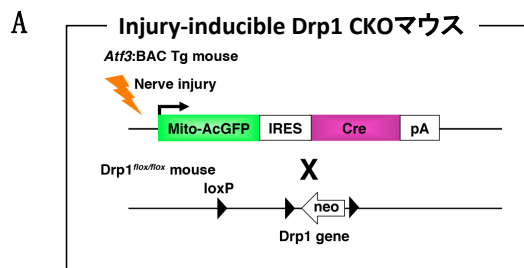 A
Injury-inducible Drp1 CKOマウス
Atf3:BAC Tg mouse
Nerve injury
Mito-AcGFP IRES Cre pA
X
Drp1flox/flox mouse
loxP
neo
Drp1 gene